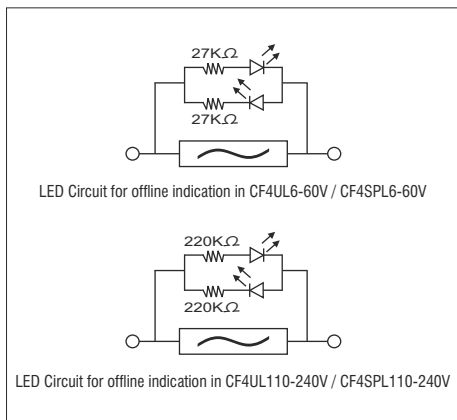 27KΩ
27KΩ
LED Circuit for offline indication in CF4UL6-60V / CF4SPL6-60V
220KΩ
220KΩ
LED Circuit for offline indication in CF4UL110-240V / CF4SPL110-240V